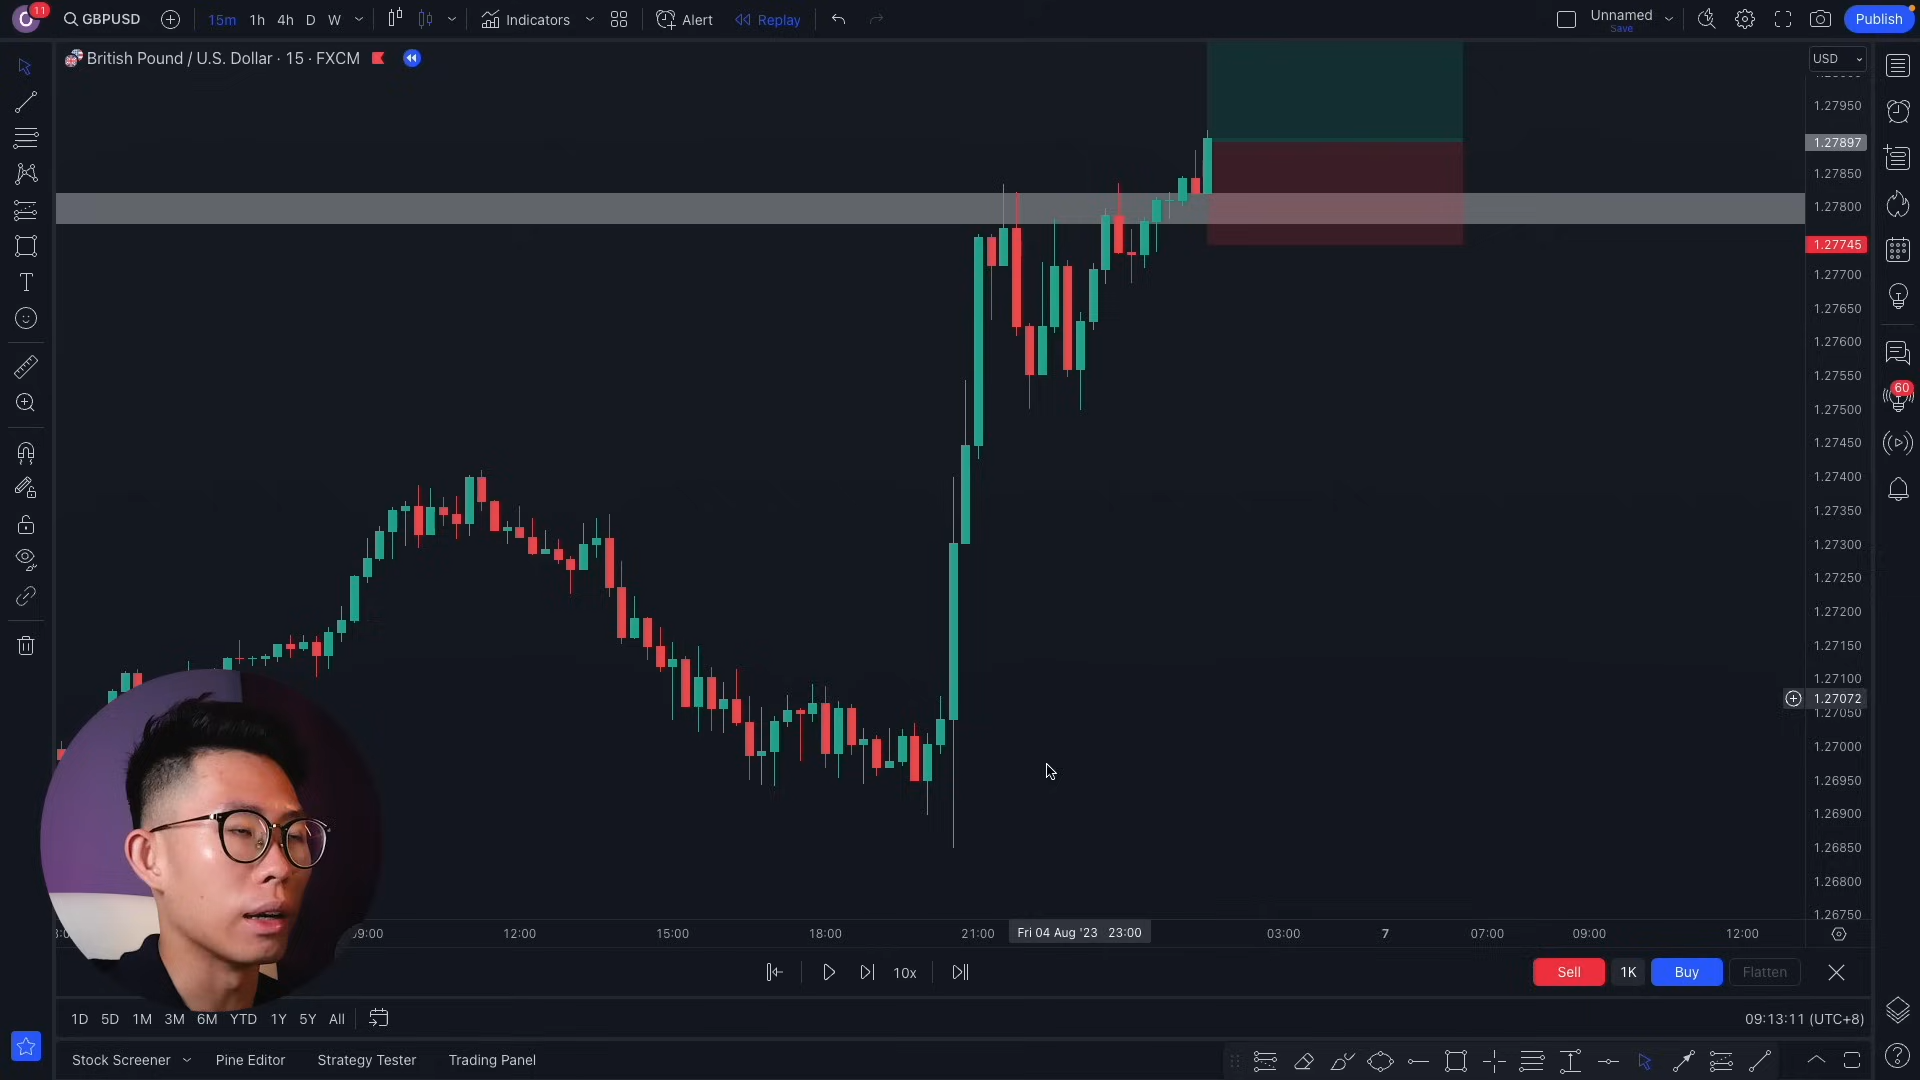 11
GBPUSD
15m 1h 4h D W
Indicators
Alert
Replay
Unnamed
Save
Publish
British Pound / U.S. Dollar · 15 · FXCM
USD
1.27950
1.27897
1.27850
1.27800
1.27745
1.27700
1.27650
1.27600
1.27550
1.27500
1.27450
1.27400
1.27350
1.27300
1.27250
1.27200
1.27150
1.27100
1.27072
1.27050
1.27000
1.26950
1.26900
1.26850
1.26800
1.26750
60
09:00 12:00 15:00 18:00 21:00 Fri 04 Aug '23 23:00 03:00 7 07:00 09:00 12:00
10x
Sell 1K Buy Flatten
1D 5D 1M 3M 6M YTD 1Y 5Y All
09:13:11 (UTC+8)
Stock Screener Pine Editor Strategy Tester Trading Panel